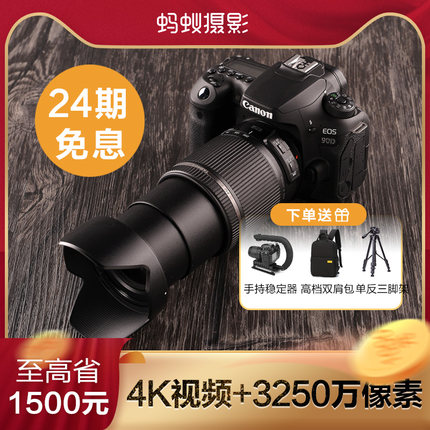 蚂蚁摄影
24期
免息
Canon
EOS
90D
下单送
手持稳定器 高档双肩包 单反三脚架
至高省
1500元
4K视频+3250万像素